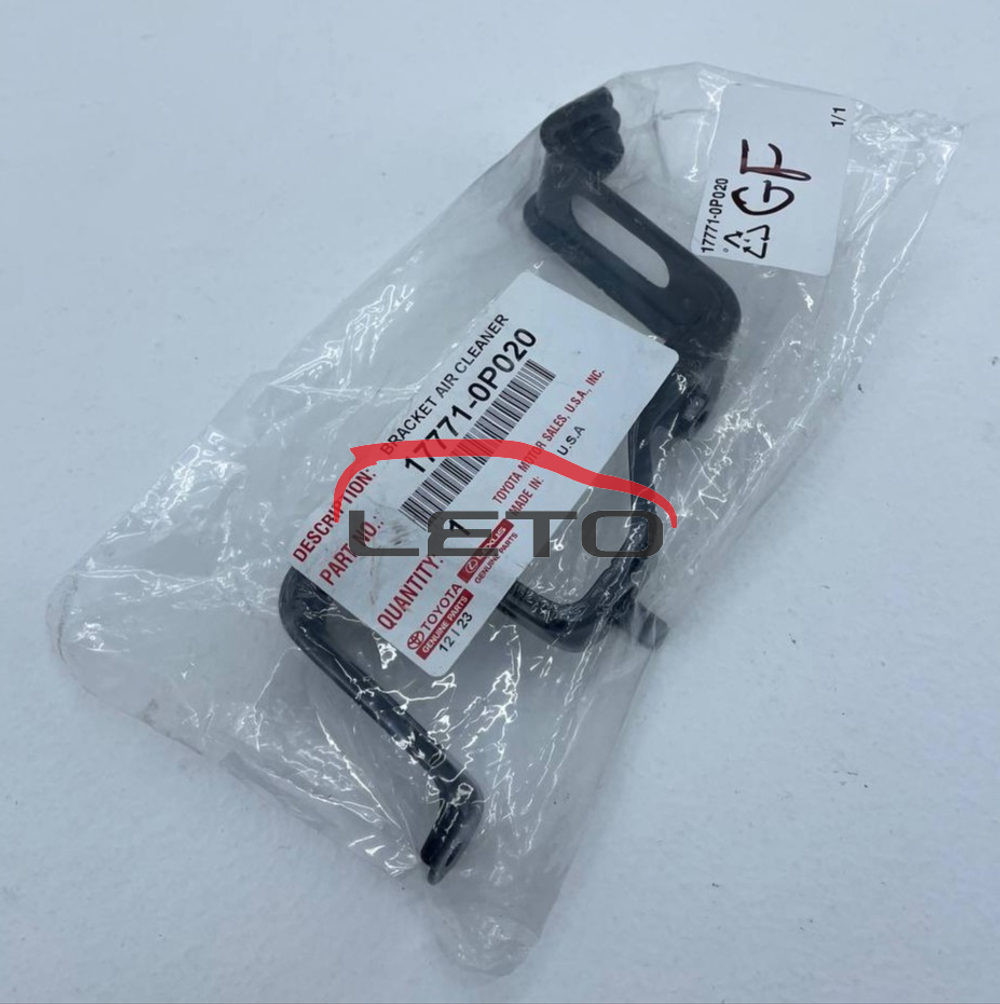 1/1
GF
17771-0P020
DESCRIPTION: BRACKET AIR CLEANER
PART NO.: 17771-0P020
QUANTITY: 1
TOYOTA MOTOR SALES, U.S.A., INC.
MADE IN: U.S.A
TOYOTA
GENUINE PARTS
LEXUS
GENUINE PARTS
12 I 23
LETO